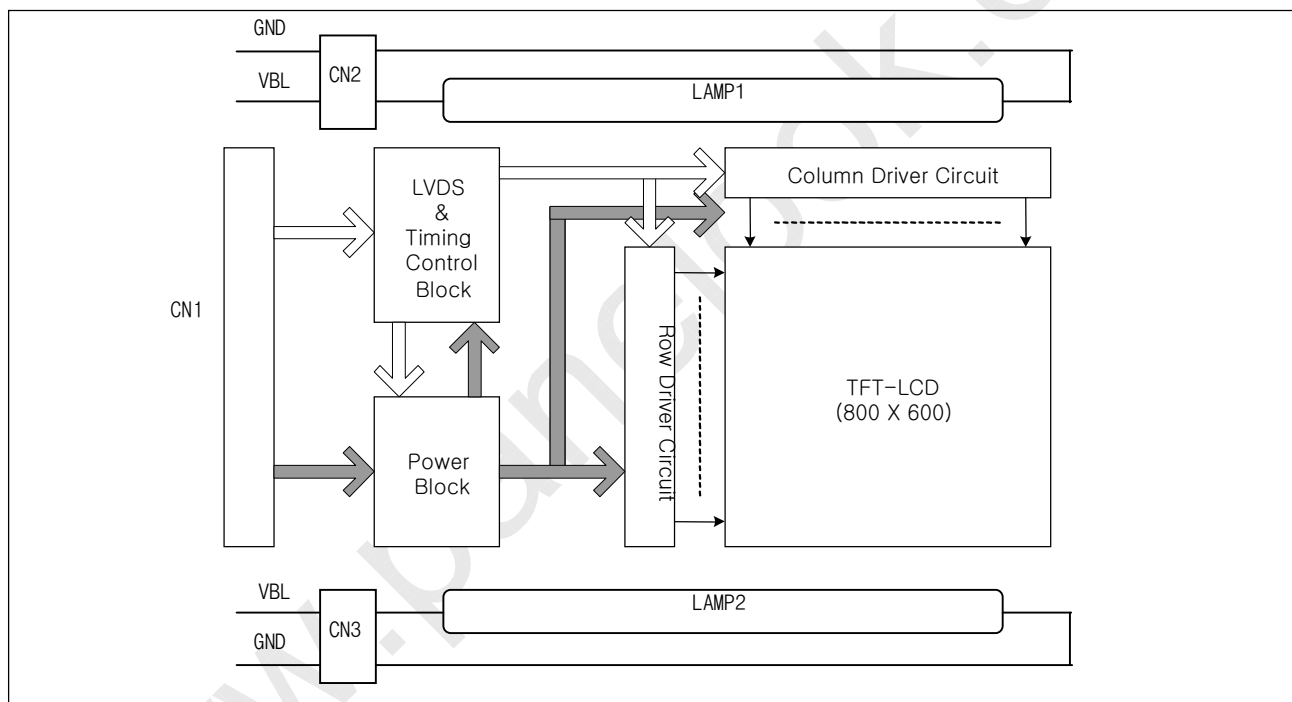 GND
CN2
VBL
LAMP1
LVDS
&
Timing
Control
Block
Column Driver Circuit
CN1
Row Driver Circuit
TFT-LCD
(800 X 600)
Power
Block
VBL
LAMP2
CN3
GND